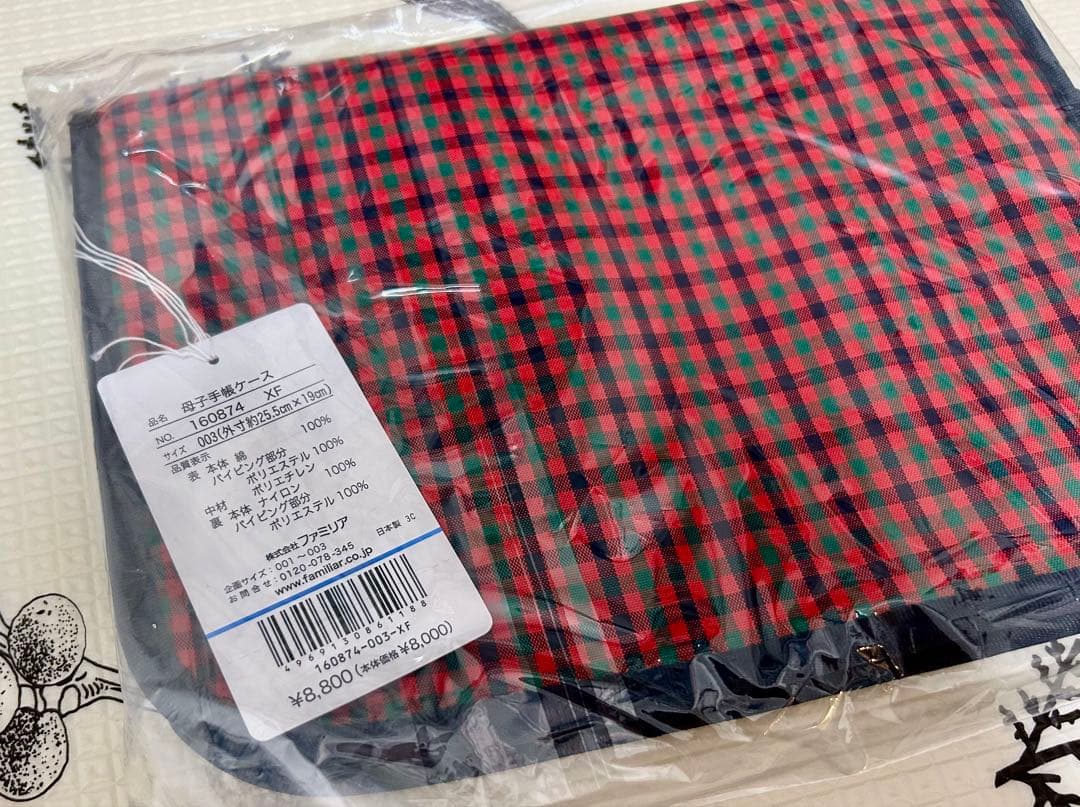 品名 母子手帳ケース
NO. 160874 XF
サイズ 003(外寸約25.5cm×19cm)
品質表示
表 本体 綿 100%
パイピング部分
ポリエステル 100%
中材 ポリエチレン
裏 本体 ナイロン 100%
パイピング部分
ポリエステル 100%
株式会社ファミリア 日本製 3C
企画サイズ:001〜003
お問合せ:0120-078-345
www.familiar.co.jp
4969130861188
160874-003-XF
¥8,800(本体価格 ¥8,000)